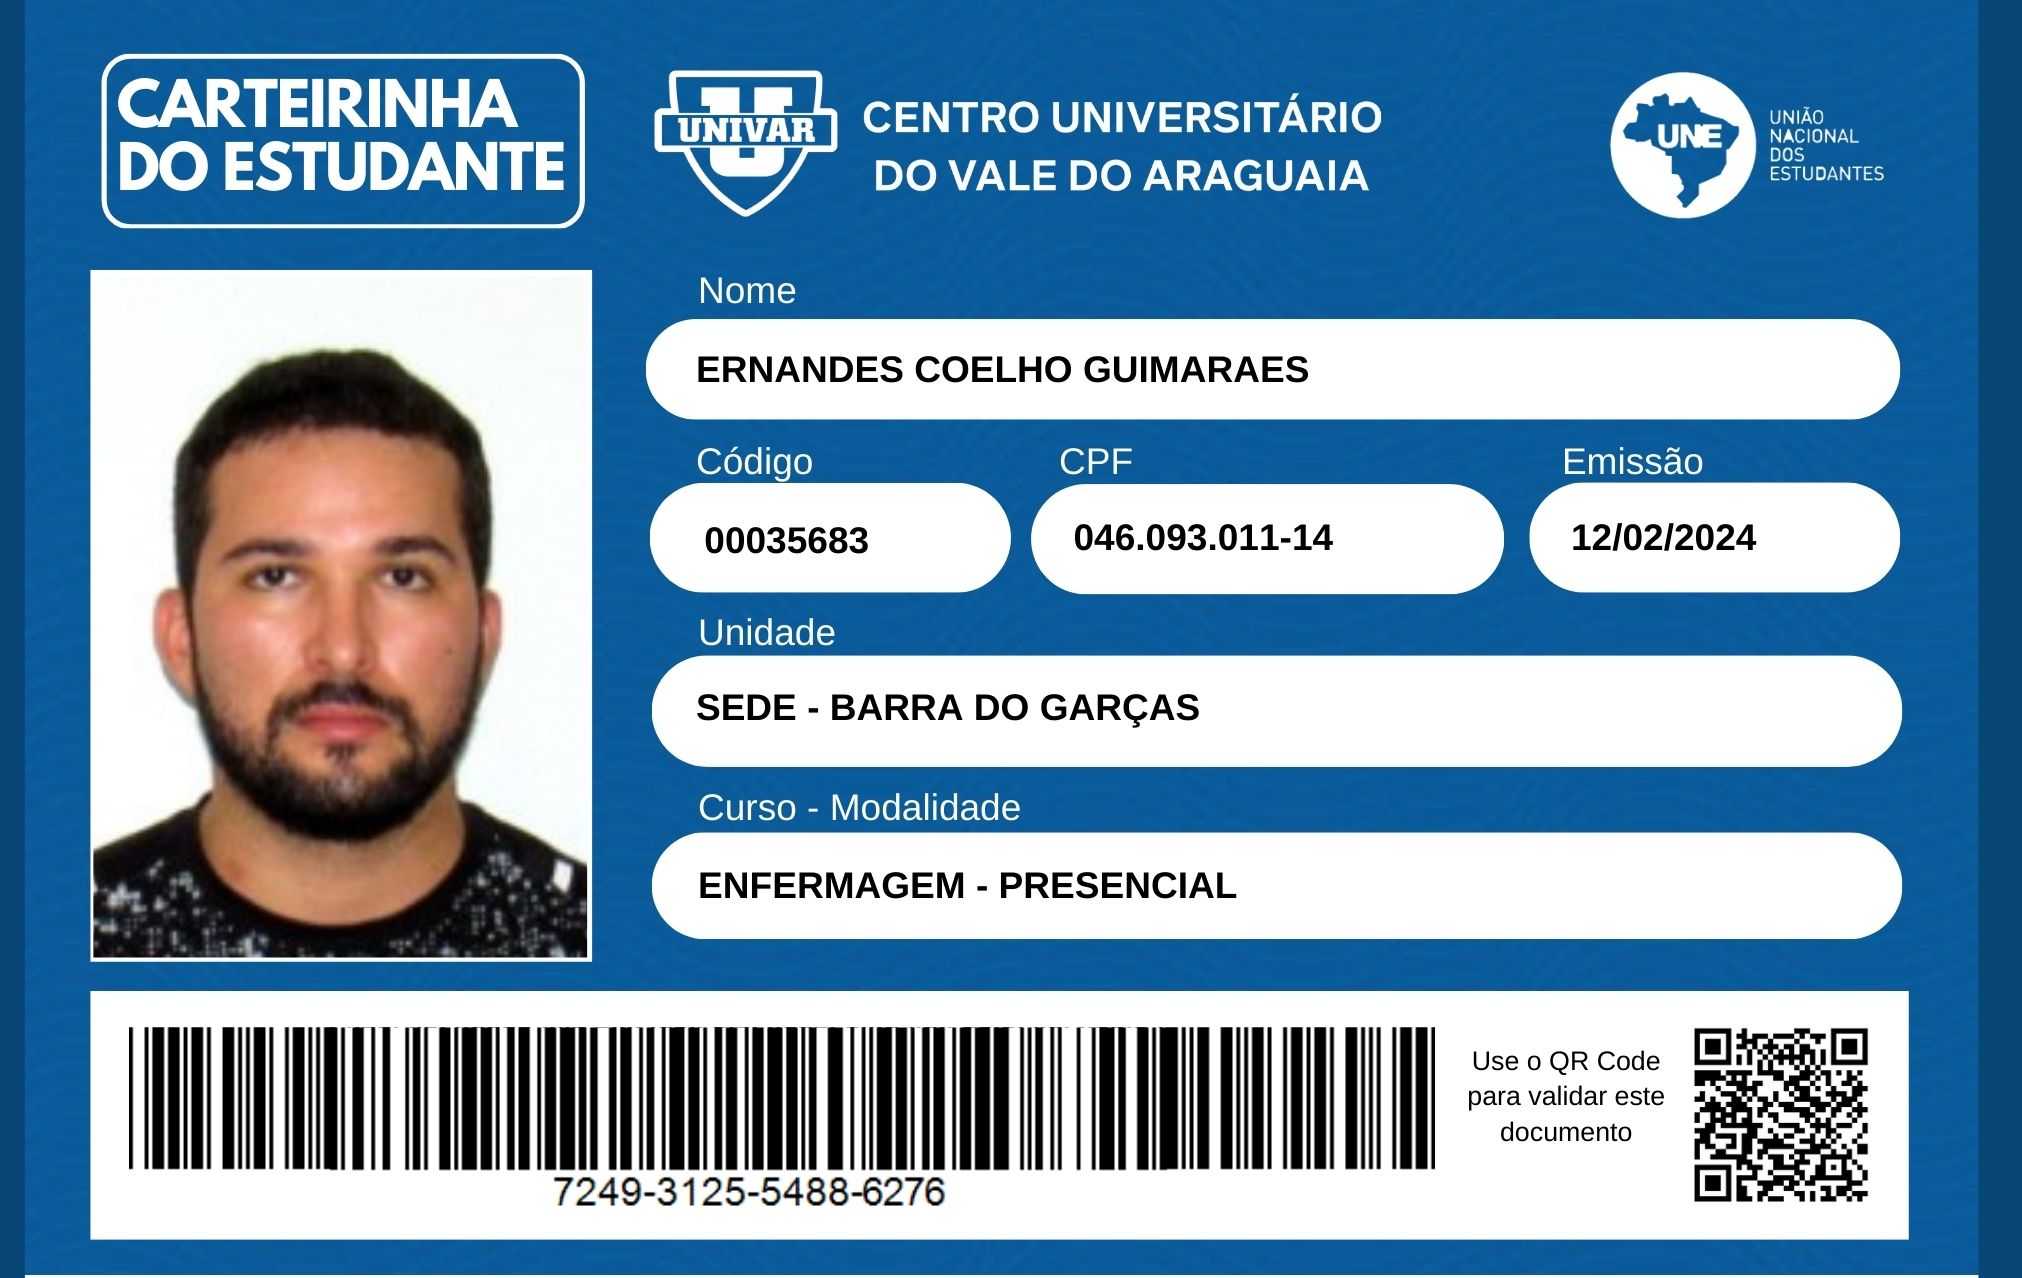 CARTEIRINHA
DO ESTUDANTE
UNIVAR
CENTRO UNIVERSITÁRIO
DO VALE DO ARAGUAIA
UNE
UNIÃO
NACIONAL
DOS
ESTUDANTES
Nome
ERNANDES COELHO GUIMARAES
Código
CPF
Emissão
00035683
046.093.011-14
12/02/2024
Unidade
SEDE - BARRA DO GARÇAS
Curso - Modalidade
ENFERMAGEM - PRESENCIAL
Use o QR Code
para validar este
documento
7249-3125-5488-6276